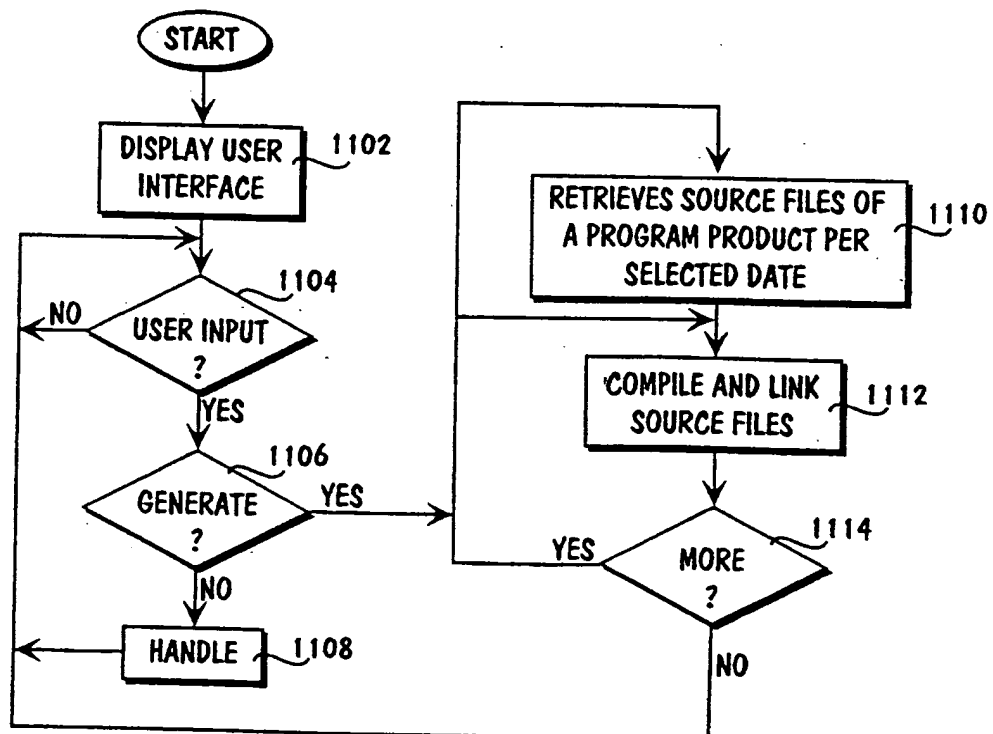 START
DISPLAY USER
INTERFACE
1102
1104
NO
USER INPUT
?
YES
1106
GENERATE
?
YES
NO
HANDLE
1108
RETRIEVES SOURCE FILES OF
A PROGRAM PRODUCT PER
SELECTED DATE
1110
COMPILE AND LINK
SOURCE FILES
1112
1114
YES
MORE
?
NO